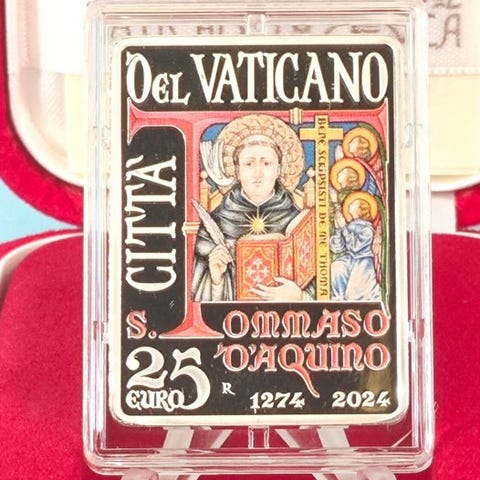 CITTÀ
DEL VATICANO
BENE SCRIPSISTI DE ME THOMA
S. TOMMASO
D'AQUINO
25
EURO
R
1274 2024